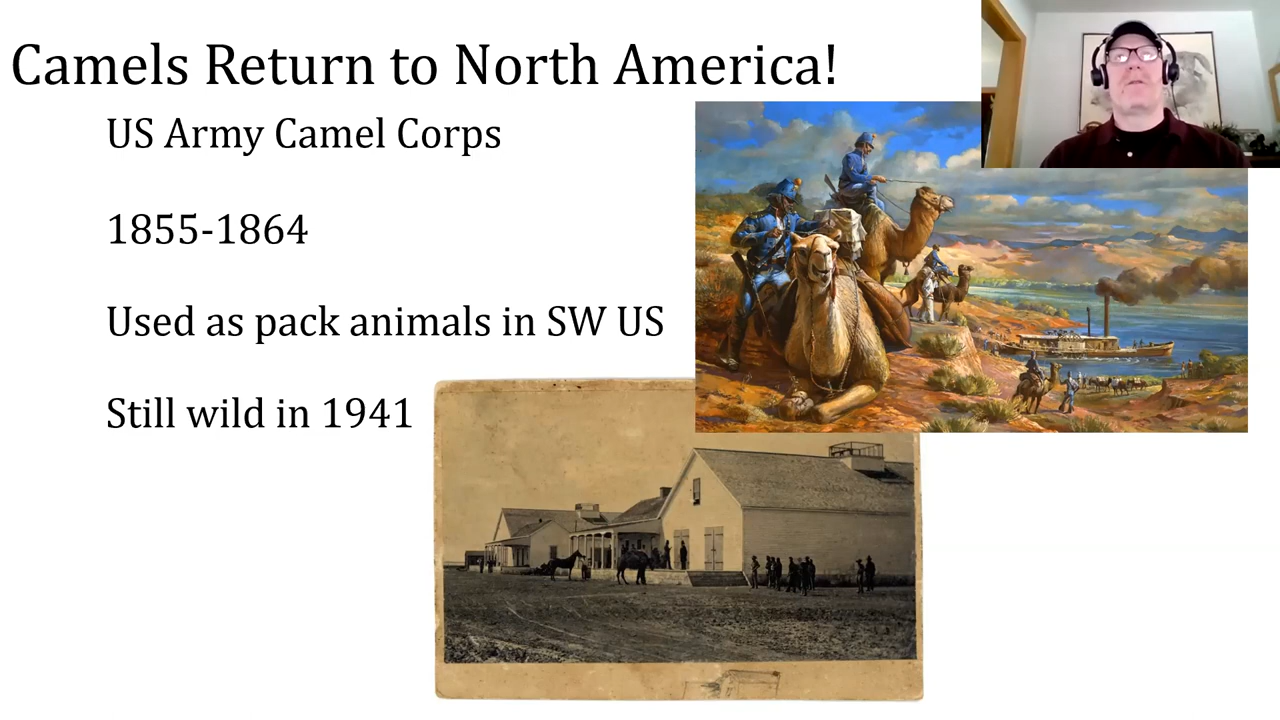 Camels Return to North America!
US Army Camel Corps
1855-1864
Used as pack animals in SW US
Still wild in 1941